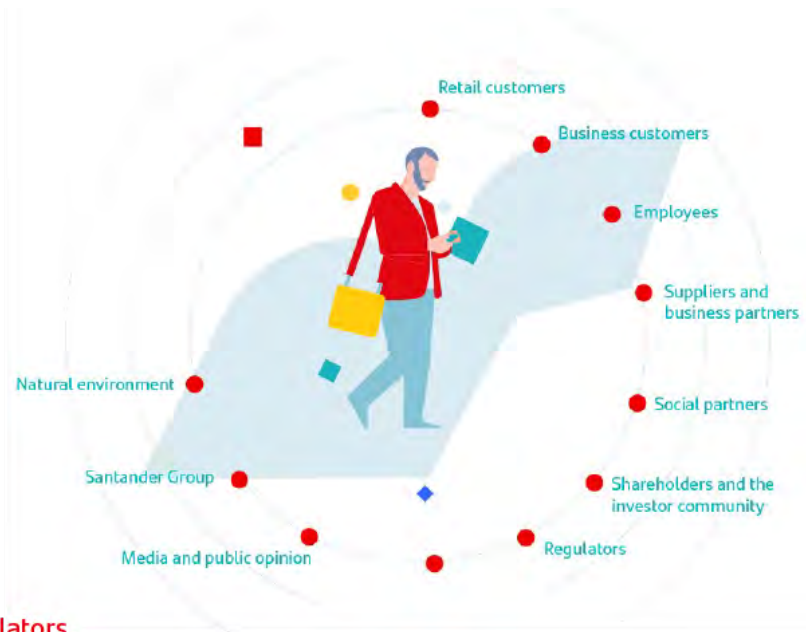 Retail customers
Business customers
Employees
Suppliers and
business partners
Social partners
Shareholders and the
investor community
Regulators
Media and public opinion
Santander Group
Natural environment